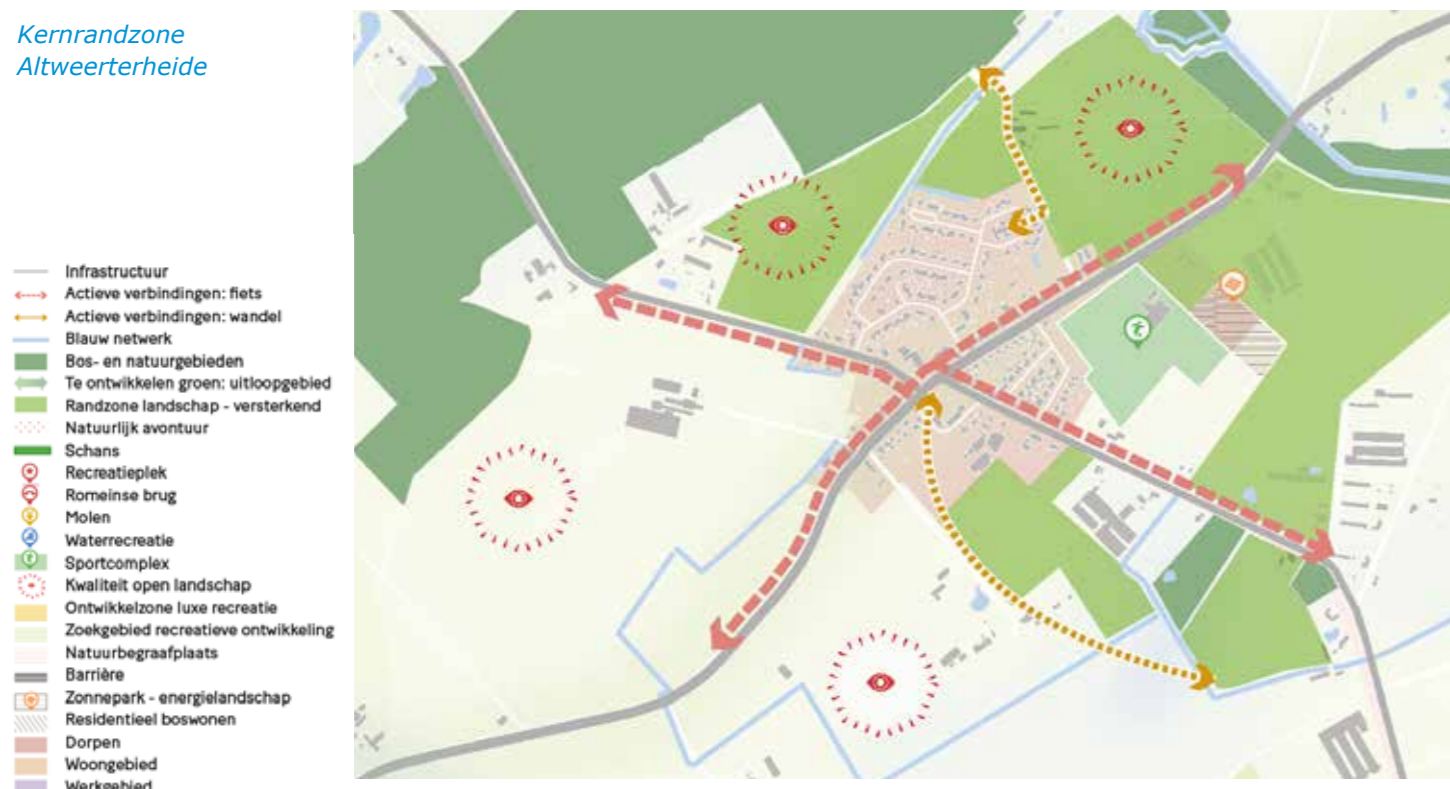 Kernrandzone
Altweerterheide
Infrastructuur
Actieve verbindingen: fiets
Actieve verbindingen: wandel
Blauw netwerk
Bos- en natuurgebieden
Te ontwikkelen groen: uitloopgebied
Randzone landschap - versterkend
Natuurlijk avontuur
Schans
Recreatieplek
Romeinse brug
Molen
Waterrecreatie
Sportcomplex
Kwaliteit open landschap
Ontwikkelzone luxe recreatie
Zoekgebied recreatieve ontwikkeling
Natuurbegraafplaats
Barrière
Zonnepark - energielandschap
Residentieel boswonen
Dorpen
Woongebied
Werkgebied